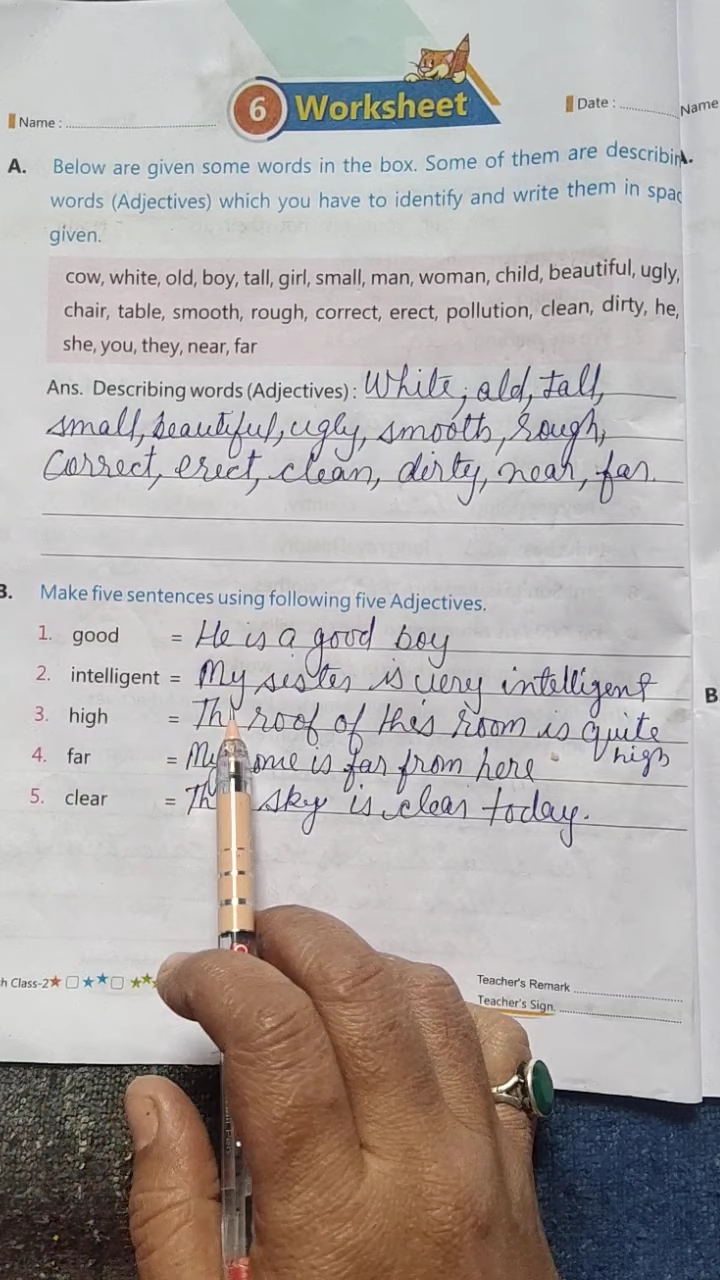 6 Worksheet
Name :
Date :
Name
A. Below are given some words in the box. Some of them are describin
words (Adjectives) which you have to identify and write them in spac
given.
cow, white, old, boy, tall, girl, small, man, woman, child, beautiful, ugly,
chair, table, smooth, rough, correct, erect, pollution, clean, dirty, he,
she, you, they, near, far
Ans. Describing words (Adjectives) : White, old, tall,
small, beautiful, ugly, smooth, rough,
Correct, erect, clean, dirty, near, far.
B. Make five sentences using following five Adjectives.
1. good = He is a good boy
2. intelligent = My sister is very intelligent
B
3. high = The roof of this room is quite
high
4. far = My ome is far from here
5. clear = Th sky is clear today.
h Class-2
Teacher's Remark
Teacher's Sign.